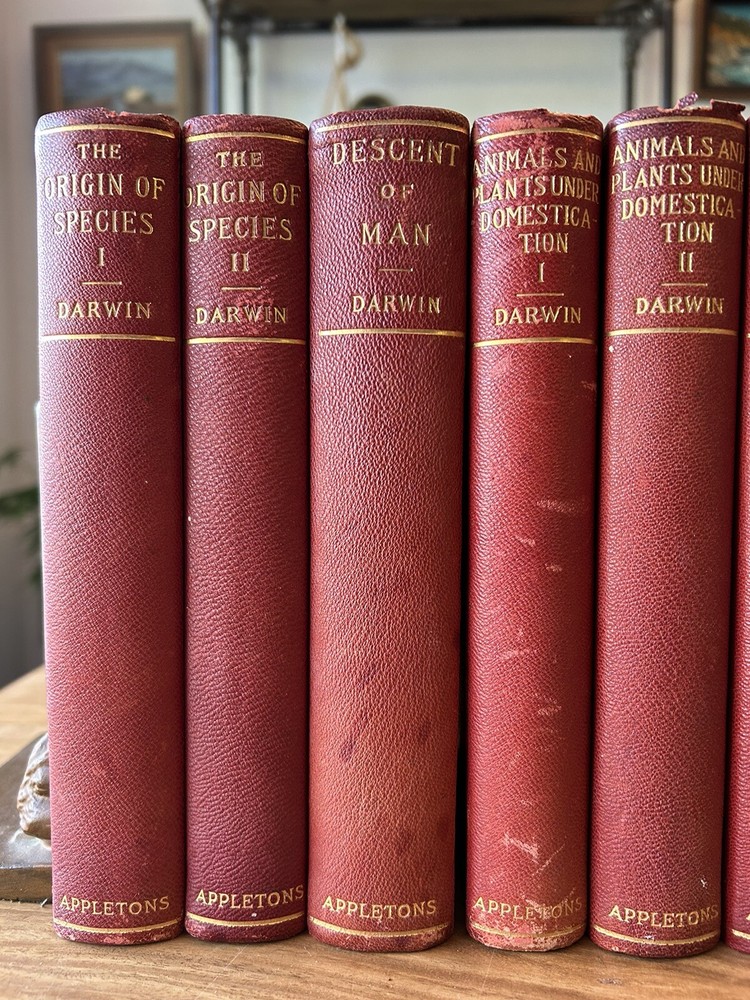 THE
ORIGIN OF
SPECIES
I
DARWIN
APPLETONS
THE
ORIGIN OF
SPECIES
II
DARWIN
APPLETONS
DESCENT
OF
MAN
DARWIN
APPLETONS
ANIMALS AND
PLANTS UNDER
DOMESTICA-
TION
I
DARWIN
APPLETONS
ANIMALS AND
PLANTS UNDER
DOMESTICA-
TION
II
DARWIN
APPLETONS